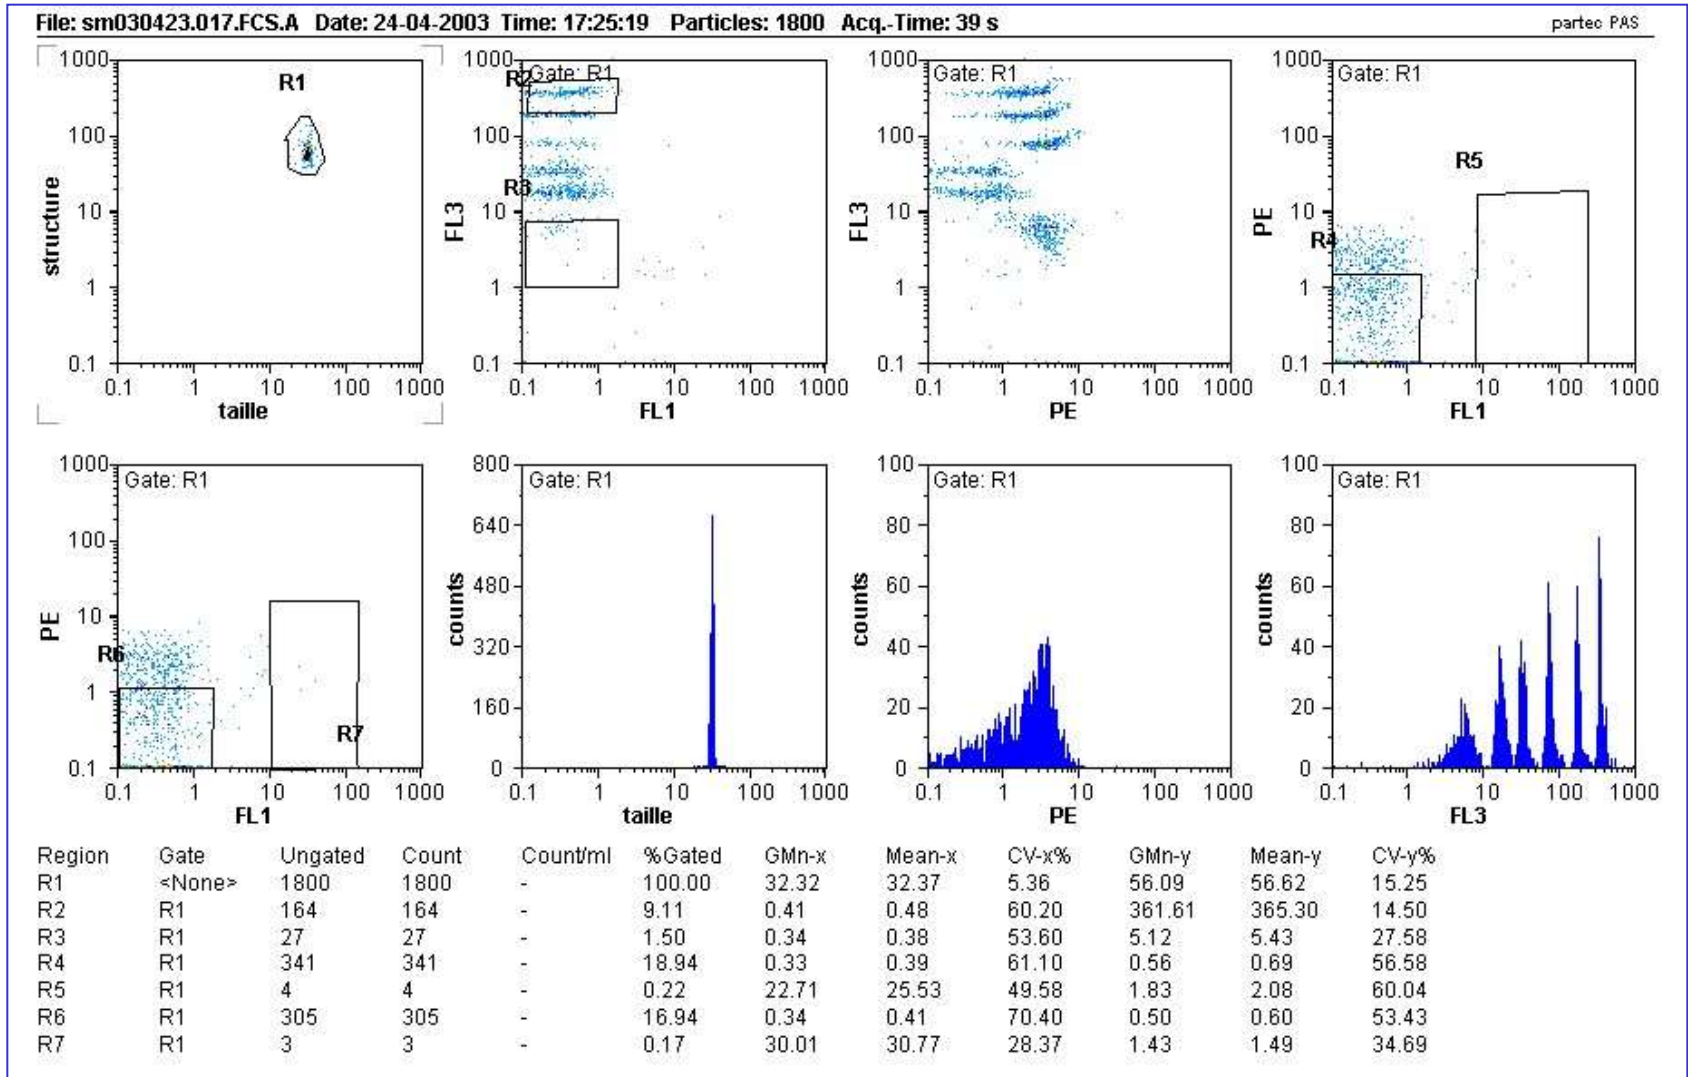 File: sm030423.017.FCS.A Date: 24-04-2003 Time: 17:25:19 Particles: 1800 Acq.-Time: 39 s partec PAS
1000
100
10
1
0.1
structure
R1
0.1 1 10 100 1000
taille
1000
100
10
1
0.1
FL3
R2
Gate: R1
R3
0.1 1 10 100 1000
FL1
1000
100
10
1
0.1
FL3
Gate: R1
0.1 1 10 100 1000
PE
1000
100
10
1
0.1
PE
Gate: R1
R5
R4
0.1 1 10 100 1000
FL1
1000
100
10
1
0.1
PE
Gate: R1
R6
R7
0.1 1 10 100 1000
FL1
800
640
480
320
160
0
counts
Gate: R1
0.1 1 10 100 1000
taille
100
80
60
40
20
0
counts
Gate: R1
0.1 1 10 100 1000
PE
100
80
60
40
20
0
counts
Gate: R1
0.1 1 10 100 1000
FL3
Region Gate Ungated Count Count/ml %Gated GMn-x Mean-x CV-x% GMn-y Mean-y CV-y%
R1 <None> 1800 1800 - 100.00 32.32 32.37 5.36 56.09 56.62 15.25
R2 R1 164 164 - 9.11 0.41 0.48 60.20 361.61 365.30 14.50
R3 R1 27 27 - 1.50 0.34 0.38 53.60 5.12 5.43 27.58
R4 R1 341 341 - 18.94 0.33 0.39 61.10 0.56 0.69 56.58
R5 R1 4 4 - 0.22 22.71 25.53 49.58 1.83 2.08 60.04
R6 R1 305 305 - 16.94 0.34 0.41 70.40 0.50 0.60 53.43
R7 R1 3 3 - 0.17 30.01 30.77 28.37 1.43 1.49 34.69